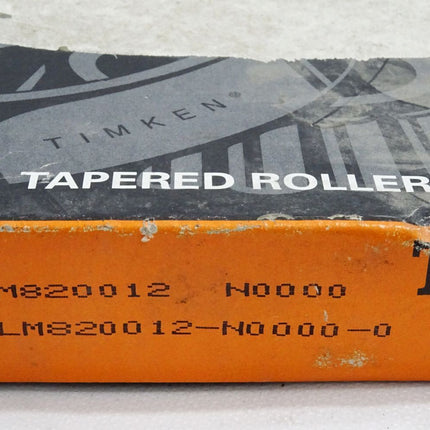 TIMKEN®
TAPERED ROLLER
M820012 N0000
LM820012-N0000-0